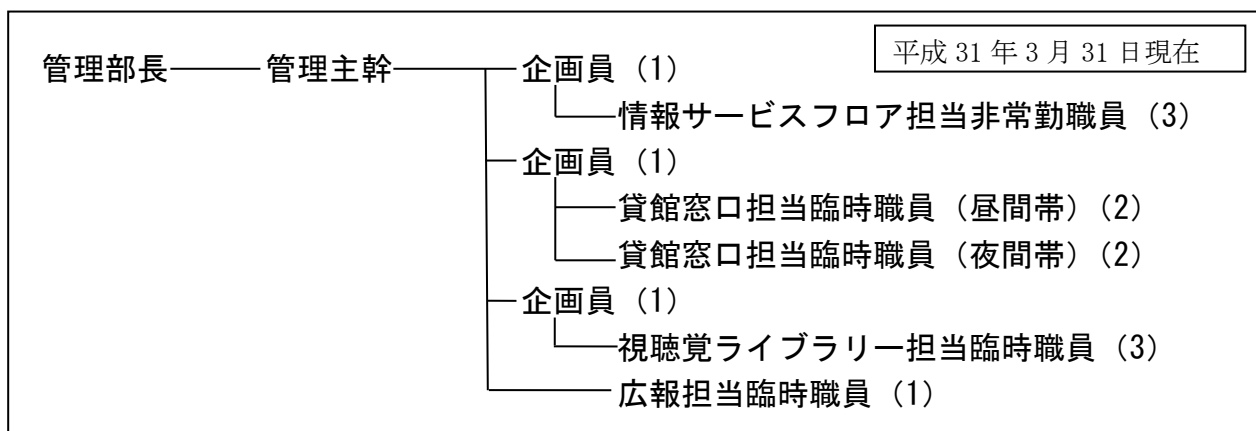 平成 31 年 3 月 31 日現在
管理部長 管理主幹 企画員（1）
情報サービスフロア担当非常勤職員（3）
企画員（1）
貸館窓口担当臨時職員（昼間帯）（2）
貸館窓口担当臨時職員（夜間帯）（2）
企画員（1）
視聴覚ライブラリー担当臨時職員（3）
広報担当臨時職員（1）